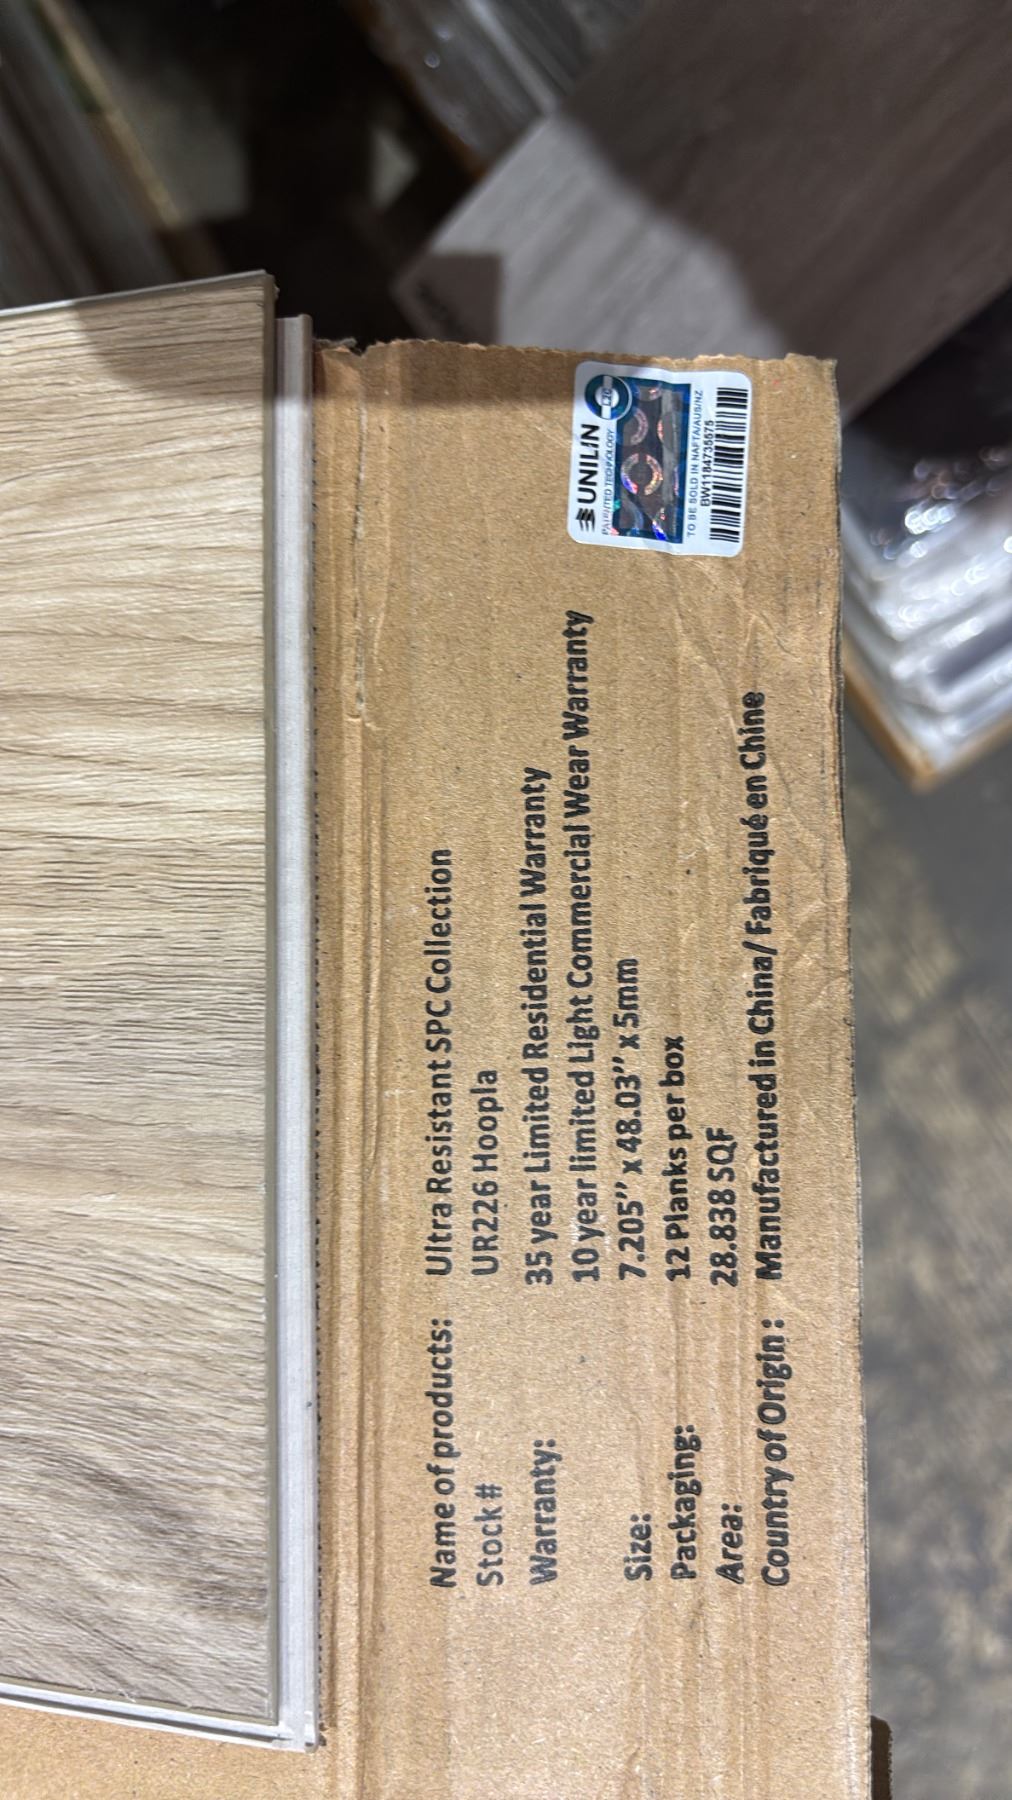 Name of products: Ultra Resistant SPC Collection
Stock # UR226 Hoopla
Warranty: 35 year Limited Residential Warranty
10 year limited Light Commercial Wear Warranty
Size: 7.205'' x 48.03'' x 5mm
Packaging: 12 Planks per box
Area: 28.838 SQF
Country of Origin : Manufactured in China/ Fabriqué en Chine
UNILIN
PATENTED TECHNOLOGY
L2C
TO BE SOLD IN NAFTA/AUS/NZ
BW1184735575